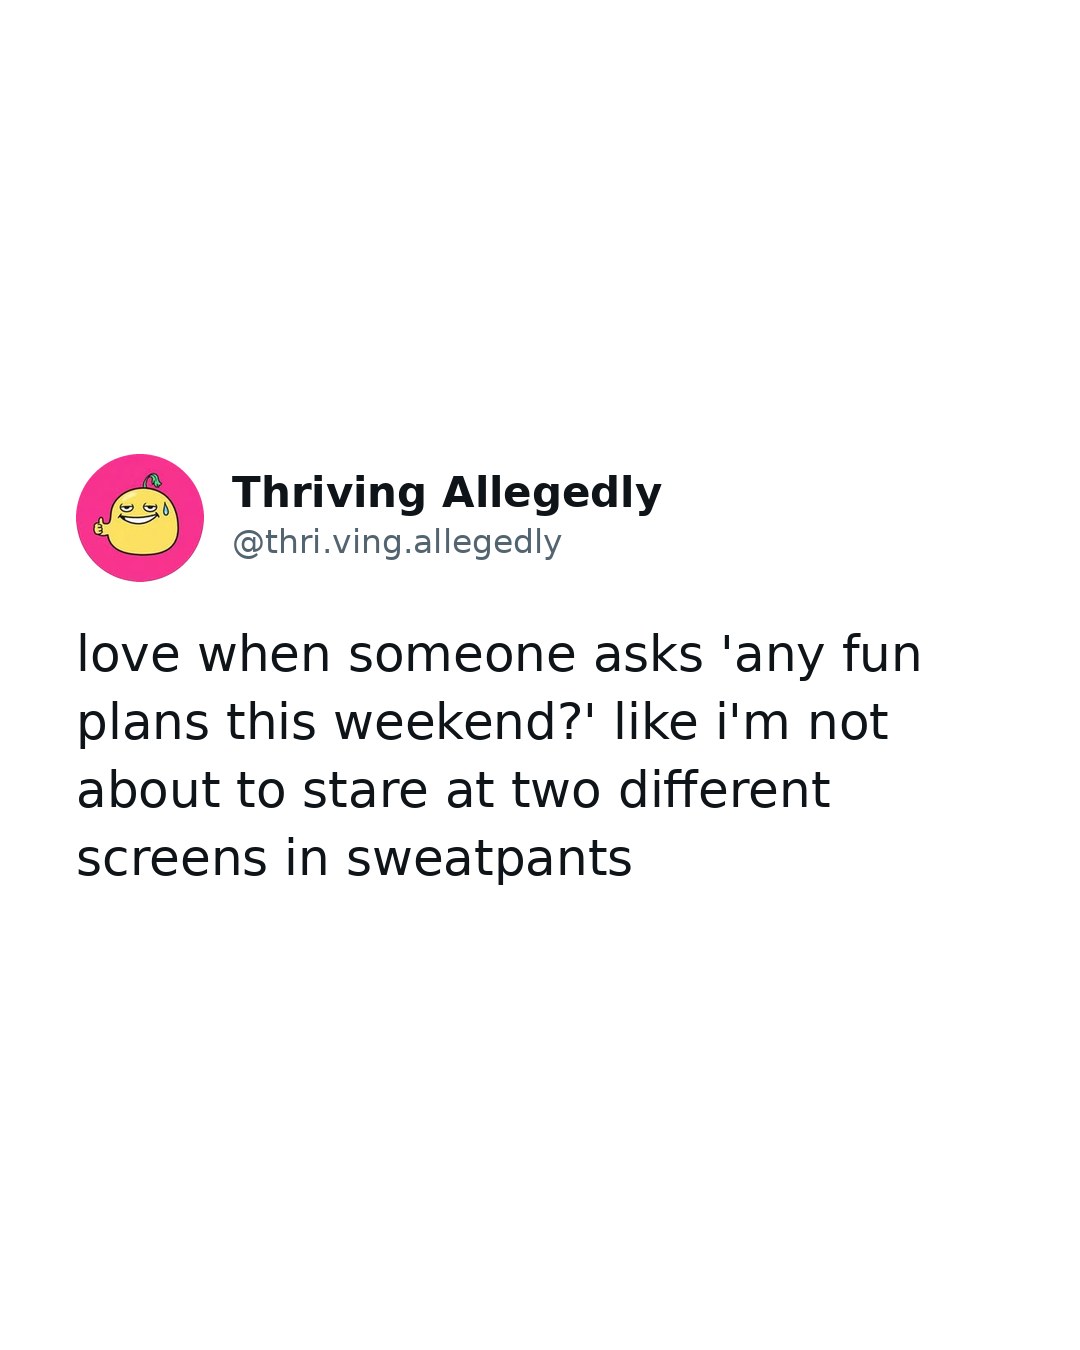 Thriving Allegedly
@thri.ving.allegedly
love when someone asks 'any fun
plans this weekend?' like i'm not
about to stare at two different
screens in sweatpants